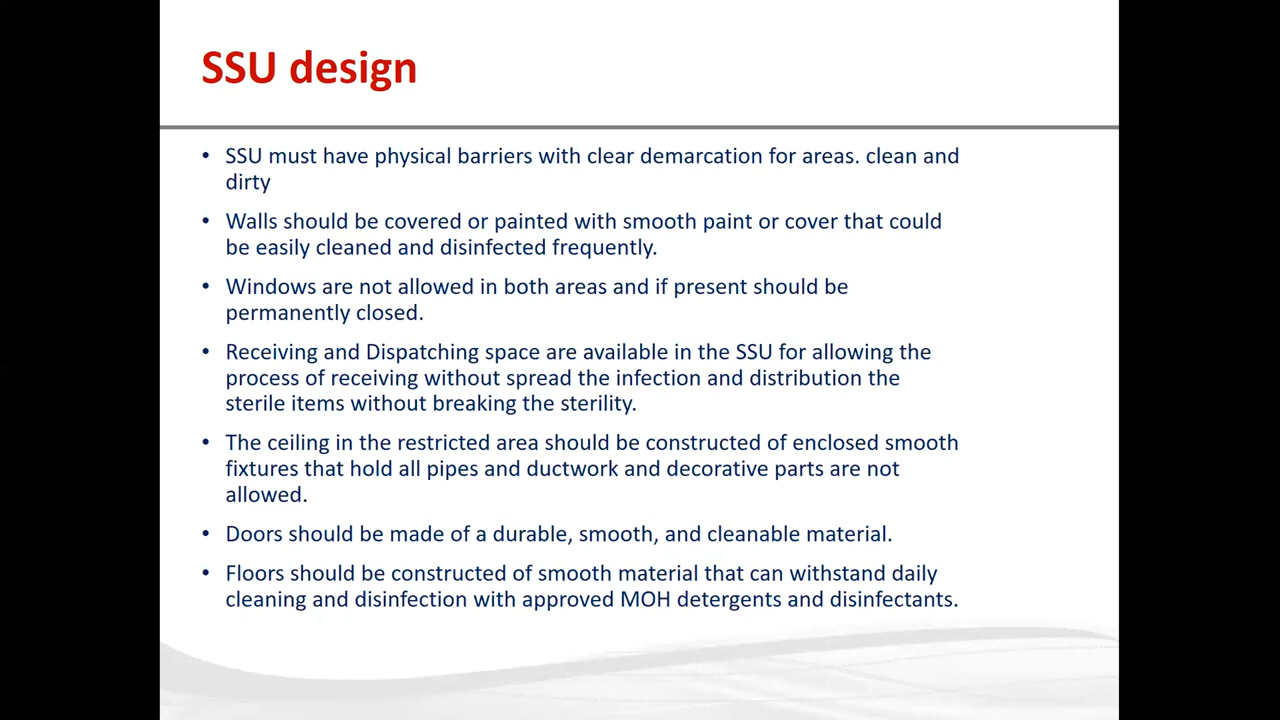 SSU design
• SSU must have physical barriers with clear demarcation for areas. clean and
dirty
• Walls should be covered or painted with smooth paint or cover that could
be easily cleaned and disinfected frequently.
• Windows are not allowed in both areas and if present should be
permanently closed.
• Receiving and Dispatching space are available in the SSU for allowing the
process of receiving without spread the infection and distribution the
sterile items without breaking the sterility.
• The ceiling in the restricted area should be constructed of enclosed smooth
fixtures that hold all pipes and ductwork and decorative parts are not
allowed.
• Doors should be made of a durable, smooth, and cleanable material.
• Floors should be constructed of smooth material that can withstand daily
cleaning and disinfection with approved MOH detergents and disinfectants.